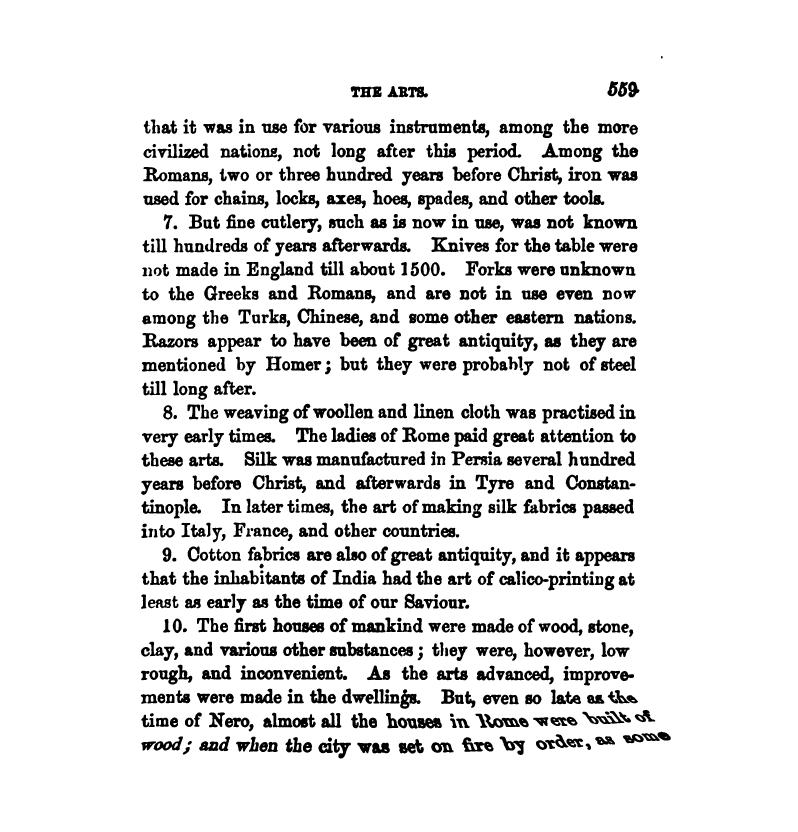 THE ARTS. 559
that it was in use for various instruments, among the more
civilized nations, not long after this period. Among the
Romans, two or three hundred years before Christ, iron was
used for chains, locks, axes, hoes, spades, and other tools.
7. But fine cutlery, such as is now in use, was not known
till hundreds of years afterwards. Knives for the table were
not made in England till about 1500. Forks were unknown
to the Greeks and Romans, and are not in use even now
among the Turks, Chinese, and some other eastern nations.
Razors appear to have been of great antiquity, as they are
mentioned by Homer; but they were probably not of steel
till long after.
8. The weaving of woollen and linen cloth was practised in
very early times. The ladies of Rome paid great attention to
these arts. Silk was manufactured in Persia several hundred
years before Christ, and afterwards in Tyre and Constan-
tinople. In later times, the art of making silk fabrics passed
into Italy, France, and other countries.
9. Cotton fabrics are also of great antiquity, and it appears
that the inhabitants of India had the art of calico-printing at
least as early as the time of our Saviour.
10. The first houses of mankind were made of wood, stone,
clay, and various other substances; they were, however, low
rough, and inconvenient. As the arts advanced, improve-
ments were made in the dwellings. But, even so late as the
time of Nero, almost all the houses in Rome were built of
wood; and when the city was set on fire by order, as some